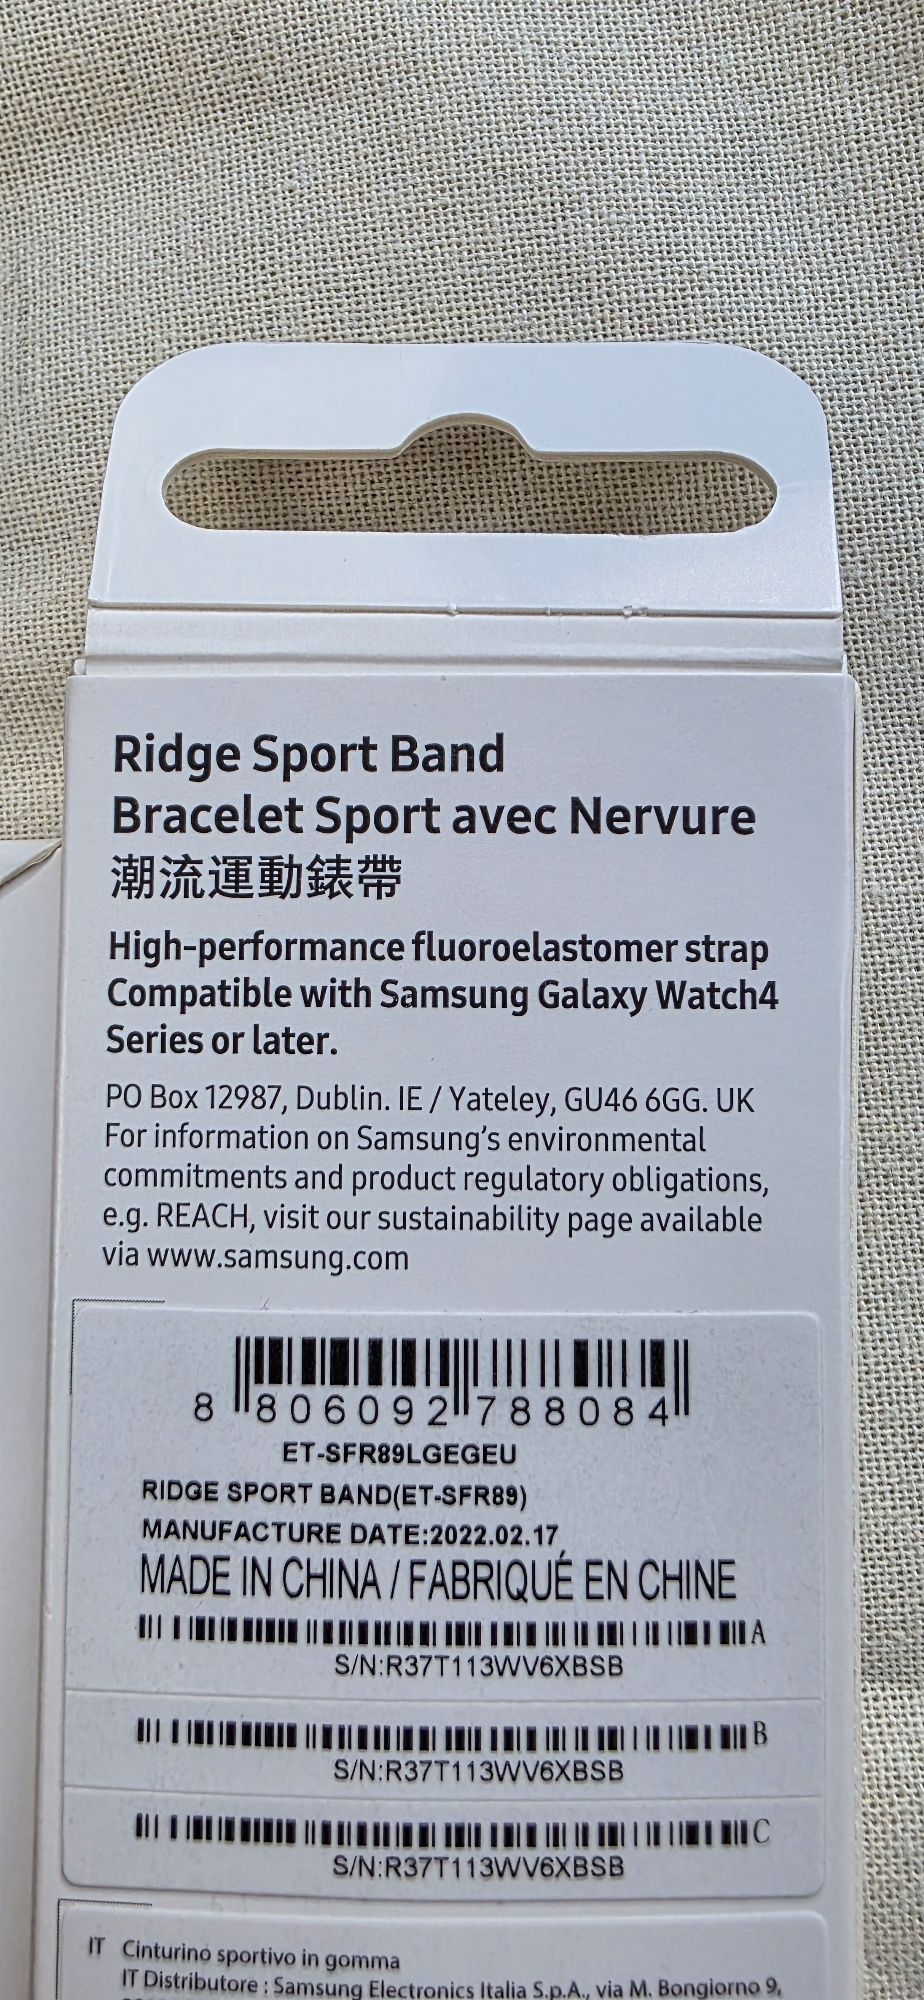 Ridge Sport Band
Bracelet Sport avec Nervure
潮流運動錶帶
High-performance fluoroelastomer strap
Compatible with Samsung Galaxy Watch4
Series or later.
PO Box 12987, Dublin. IE / Yateley, GU46 6GG. UK
For information on Samsung's environmental
commitments and product regulatory obligations,
e.g. REACH, visit our sustainability page available
via www.samsung.com
8 806092 788084
ET-SFR89LGEGEU
RIDGE SPORT BAND(ET-SFR89)
MANUFACTURE DATE:2022.02.17
MADE IN CHINA / FABRIQUÉ EN CHINE
A
S/N:R37T113WV6XBSB
B
S/N:R37T113WV6XBSB
C
S/N:R37T113WV6XBSB
IT Cinturino sportivo in gomma
IT Distributore : Samsung Electronics Italia S.p.A., via M. Bongiorno 9,